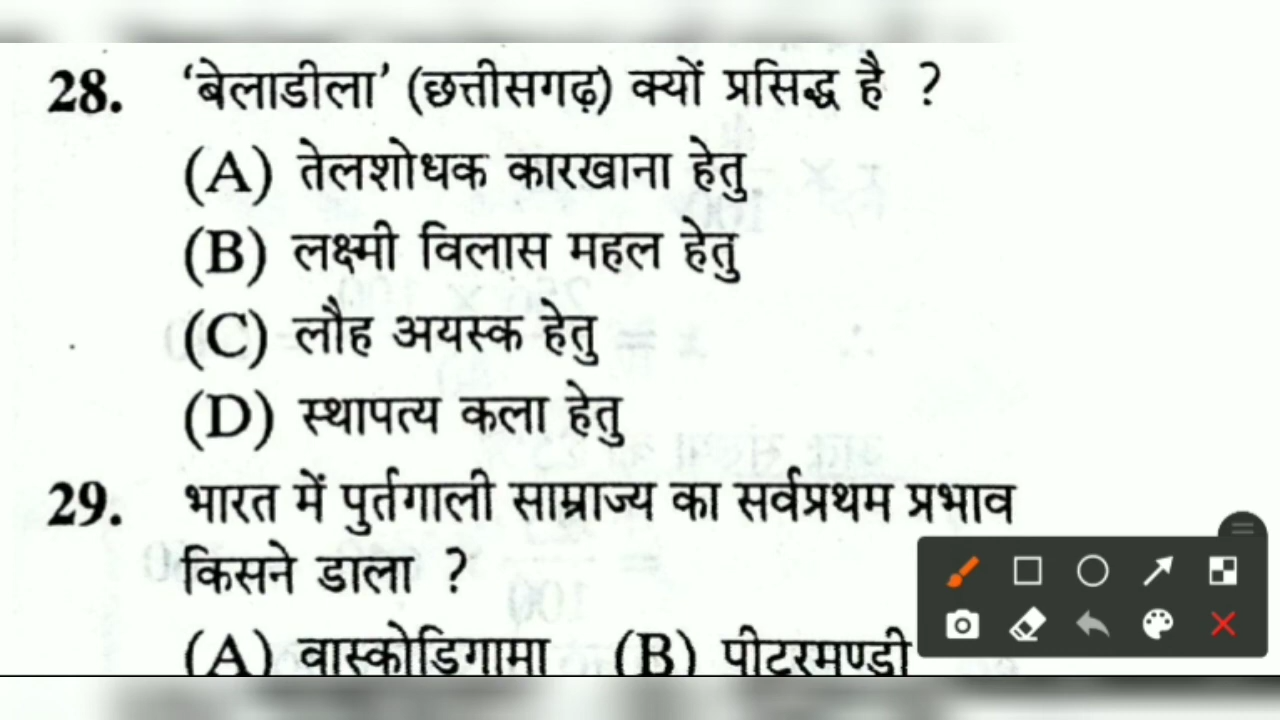 28. ‘बेलाडीला’ (छत्तीसगढ़) क्यों प्रसिद्ध है ?
(A) तेलशोधक कारखाना हेतु
(B) लक्ष्मी विलास महल हेतु
(C) लौह अयस्क हेतु
(D) स्थापत्य कला हेतु
29. भारत में पुर्तगाली साम्राज्य का सर्वप्रथम प्रभाव
किसने डाला ?
(A) वास्कोडिगामा (B) पीटरमण्डी